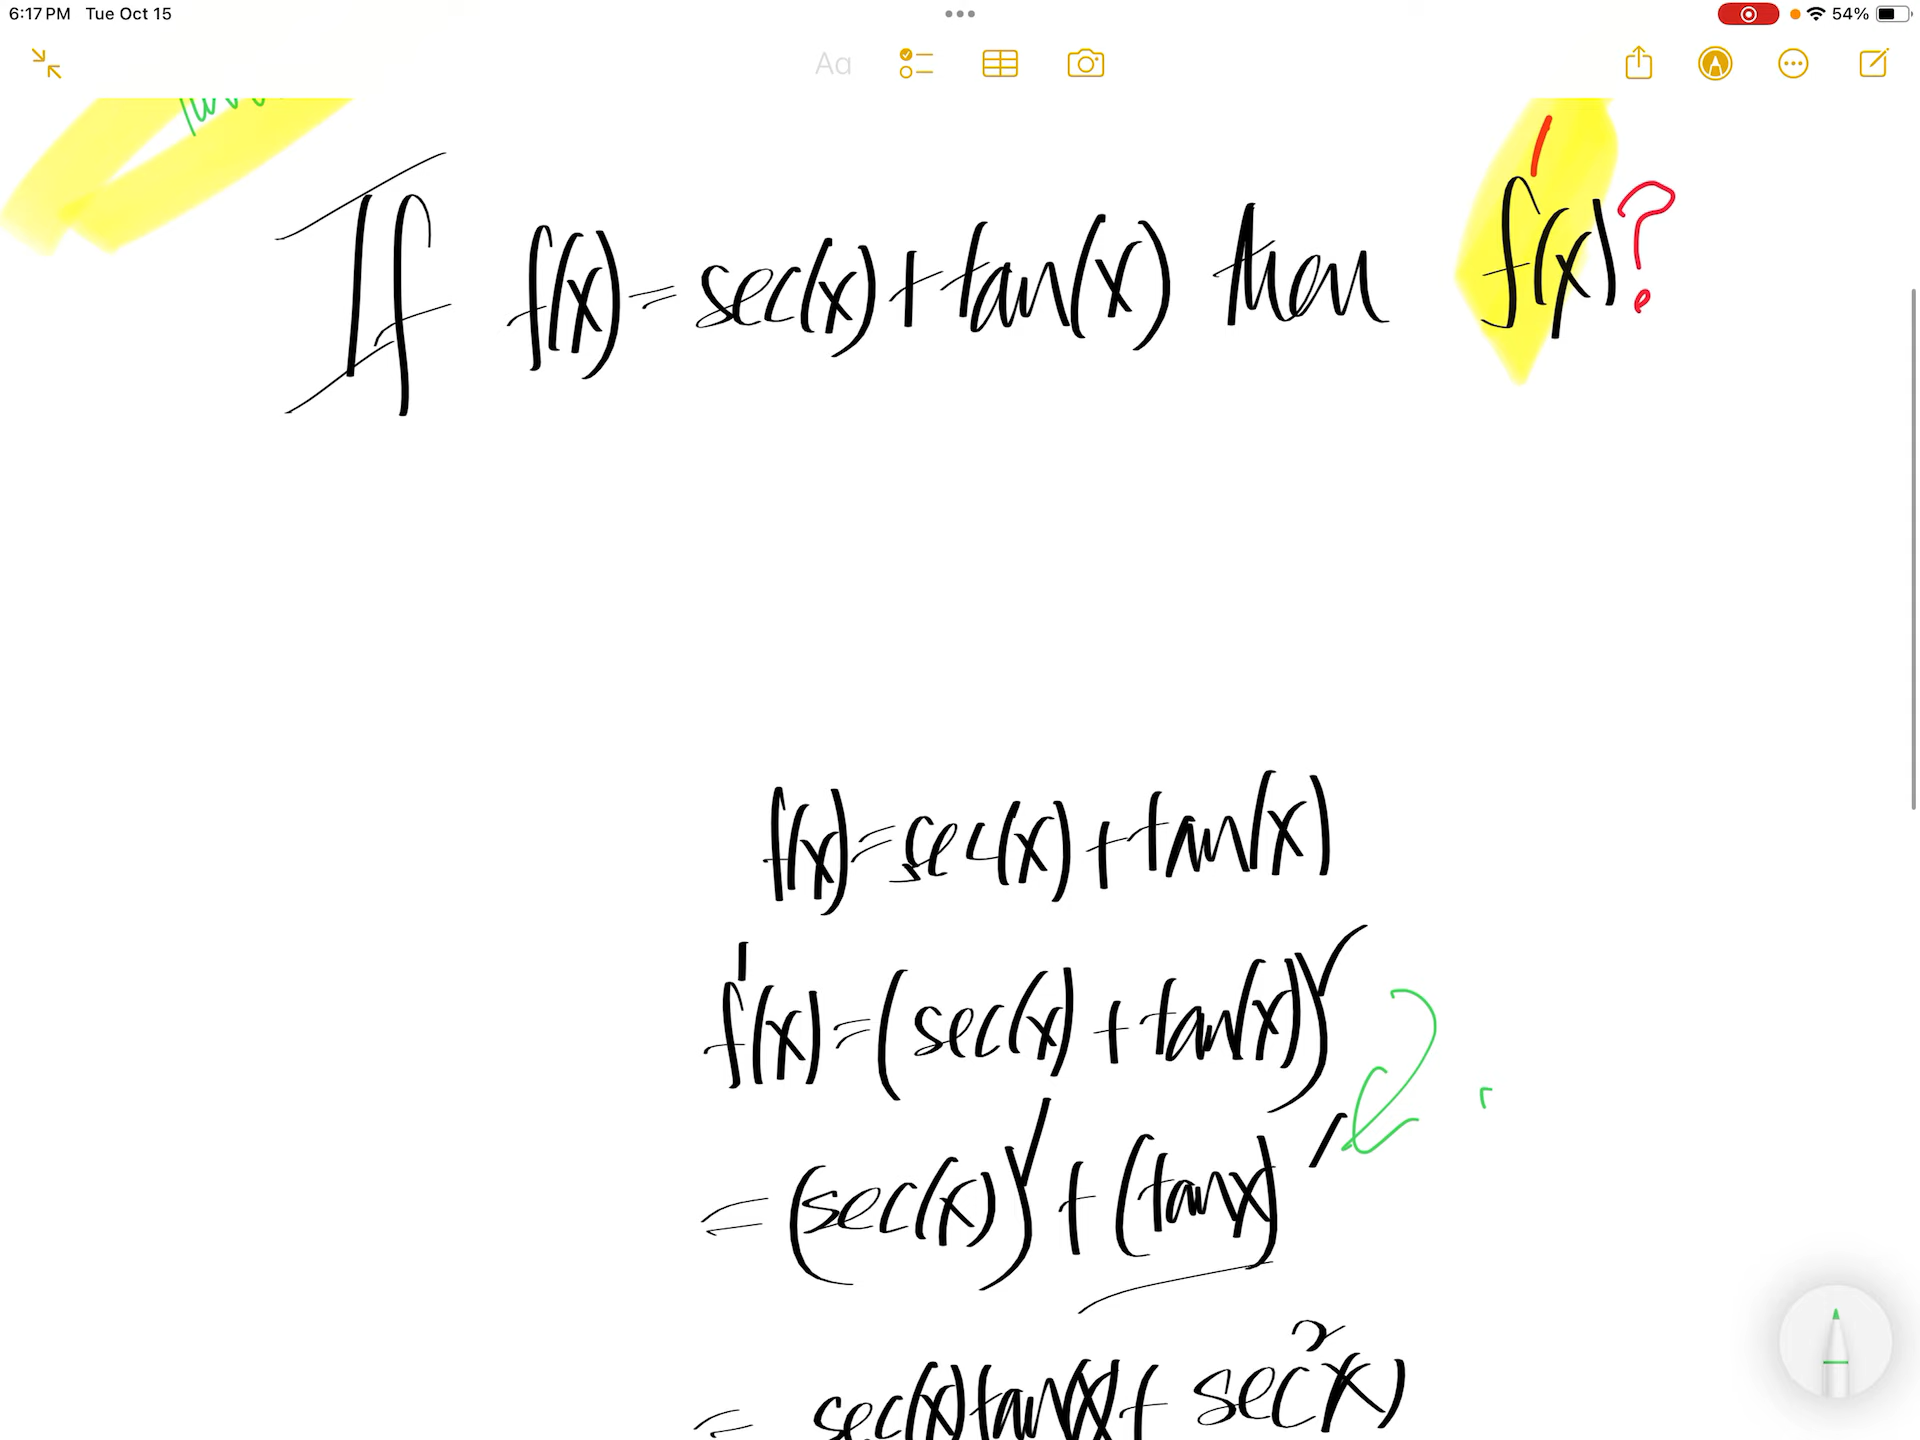 6:17 PM Tue Oct 15 54%
Aa
If f(x) = sec(x) + tan(x) then f'(x)?
f(x) = sec(x) + tan(x)
f'(x) = (sec(x) + tan(x))'
= (sec(x))' + (tanx)'
= sec(x)tan(x) + sec²(x)